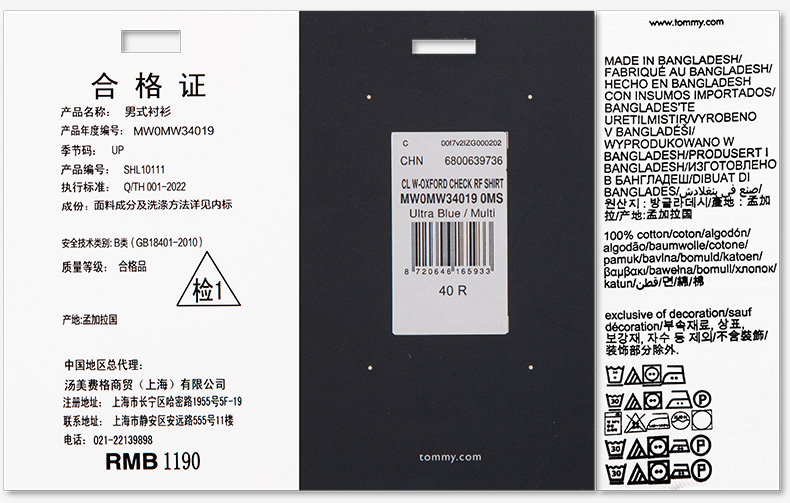 合格证
产品名称: 男式衬衫
产品年度编号: MW0MW34019
季节码: UP
产品编号: SHL10111
执行标准: Q/TH 001-2022
成份: 面料成分及洗涤方法详见内标
安全技术类别: B类 (GB18401-2010)
质量等级: 合格品
检1
产地:孟加拉国
中国地区总代理:
汤美费格商贸（上海）有限公司
注册地址: 上海市长宁区哈密路1955号5F-19
联系地址: 上海市静安区安远路555号11楼
电话: 021-22139898
RMB 1190
C 00f7v2IZG000202
CHN 6800639736
CL W-OXFORD CHECK RF SHIRT
MW0MW34019 0MS
Ultra Blue / Multi
8 720646 165933
40 R
tommy.com
www.tommy.com
MADE IN BANGLADESH/
FABRIQUÉ AU BANGLADESH/
HECHO EN BANGLADESH
CON INSUMOS IMPORTADOS/
BANGLADEŞ'TE
ÜRETİLMİŞTİR/VYROBENO
V BANGLADÉŠI/
WYPRODUKOWANO W
BANGLADESH/PRODUSERT I
BANGLADESH/ИЗГОТОВЛЕНО
В БАНГЛАДЕШ/DIBUAT DI
BANGLADES/صنع في بنغلاديش/
원산지 : 방글라데시/產地 : 孟加
拉/产地:孟加拉国
100% cotton/coton/algodón/
algodão/baumwolle/cotone/
pamuk/bavlna/bomuld/katoen/
βαμβακι/bawełna/bomull/хлопок/
katun/قطن/면/綿/棉
exclusive of decoration/sauf
décoration/부속재료, 상표,
보강재, 자수 등 제외/不含裝飾/
装饰部分除外.